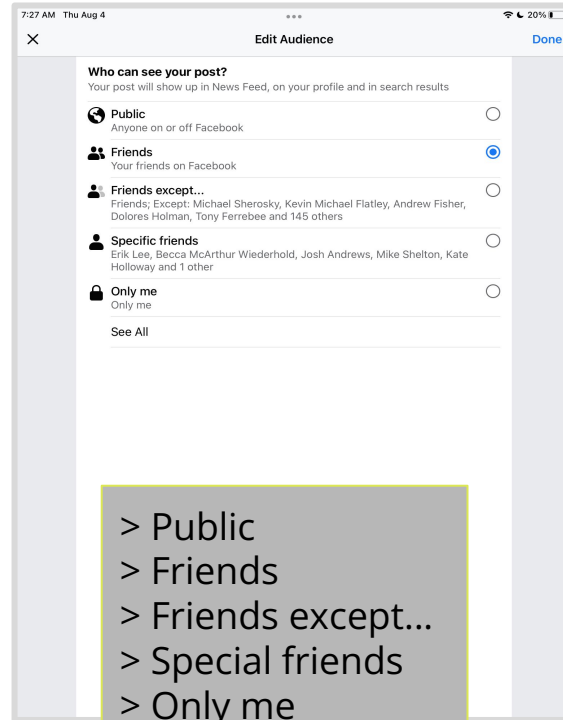 7:27 AM Thu Aug 4
20%
Edit Audience
Done
Who can see your post?
Your post will show up in News Feed, on your profile and in search results
Public
Anyone on or off Facebook
Friends
Your friends on Facebook
Friends except...
Friends; Except: Michael Sherosky, Kevin Michael Flatley, Andrew Fisher,
Dolores Holman, Tony Ferrebee and 145 others
Specific friends
Erik Lee, Becca McArthur Wiederhold, Josh Andrews, Mike Shelton, Kate
Holloway and 1 other
Only me
Only me
See All
> Public
> Friends
> Friends except...
> Special friends
> Only me